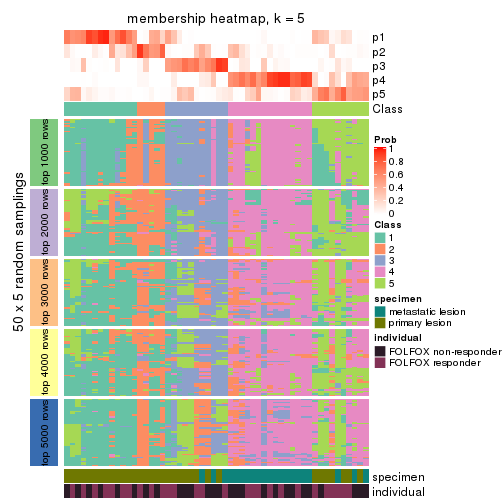 membership heatmap, k = 5
p1
p2
p3
p4
p5
Class
50 x 5 random samplings
top 1000 rows
top 2000 rows
top 3000 rows
top 4000 rows
top 5000 rows
specimen
individual
Prob
1
0.8
0.6
0.4
0.2
0
Class
1
2
3
4
5
specimen
metastatic lesion
primary lesion
individual
FOLFOX non-responder
FOLFOX responder